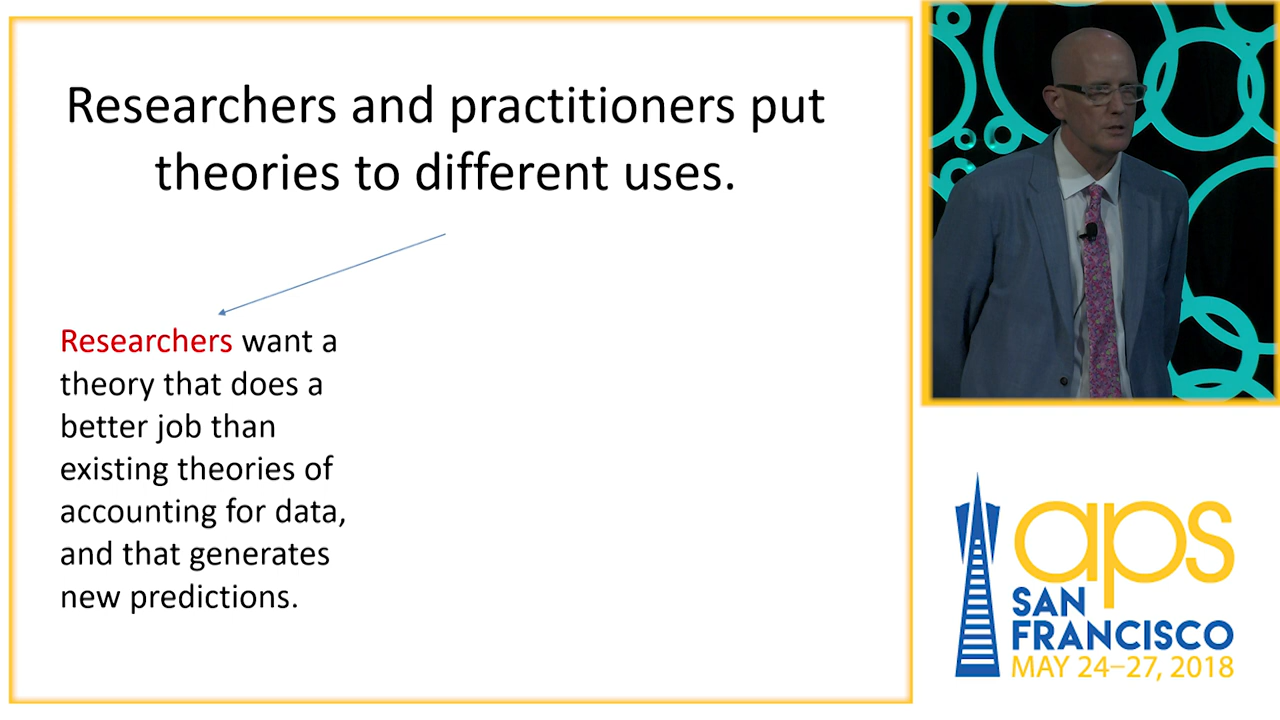 Researchers and practitioners put
theories to different uses.
Researchers want a
theory that does a
better job than
existing theories of
accounting for data,
and that generates
new predictions.
aps
SAN
FRANCISCO
MAY 24–27, 2018